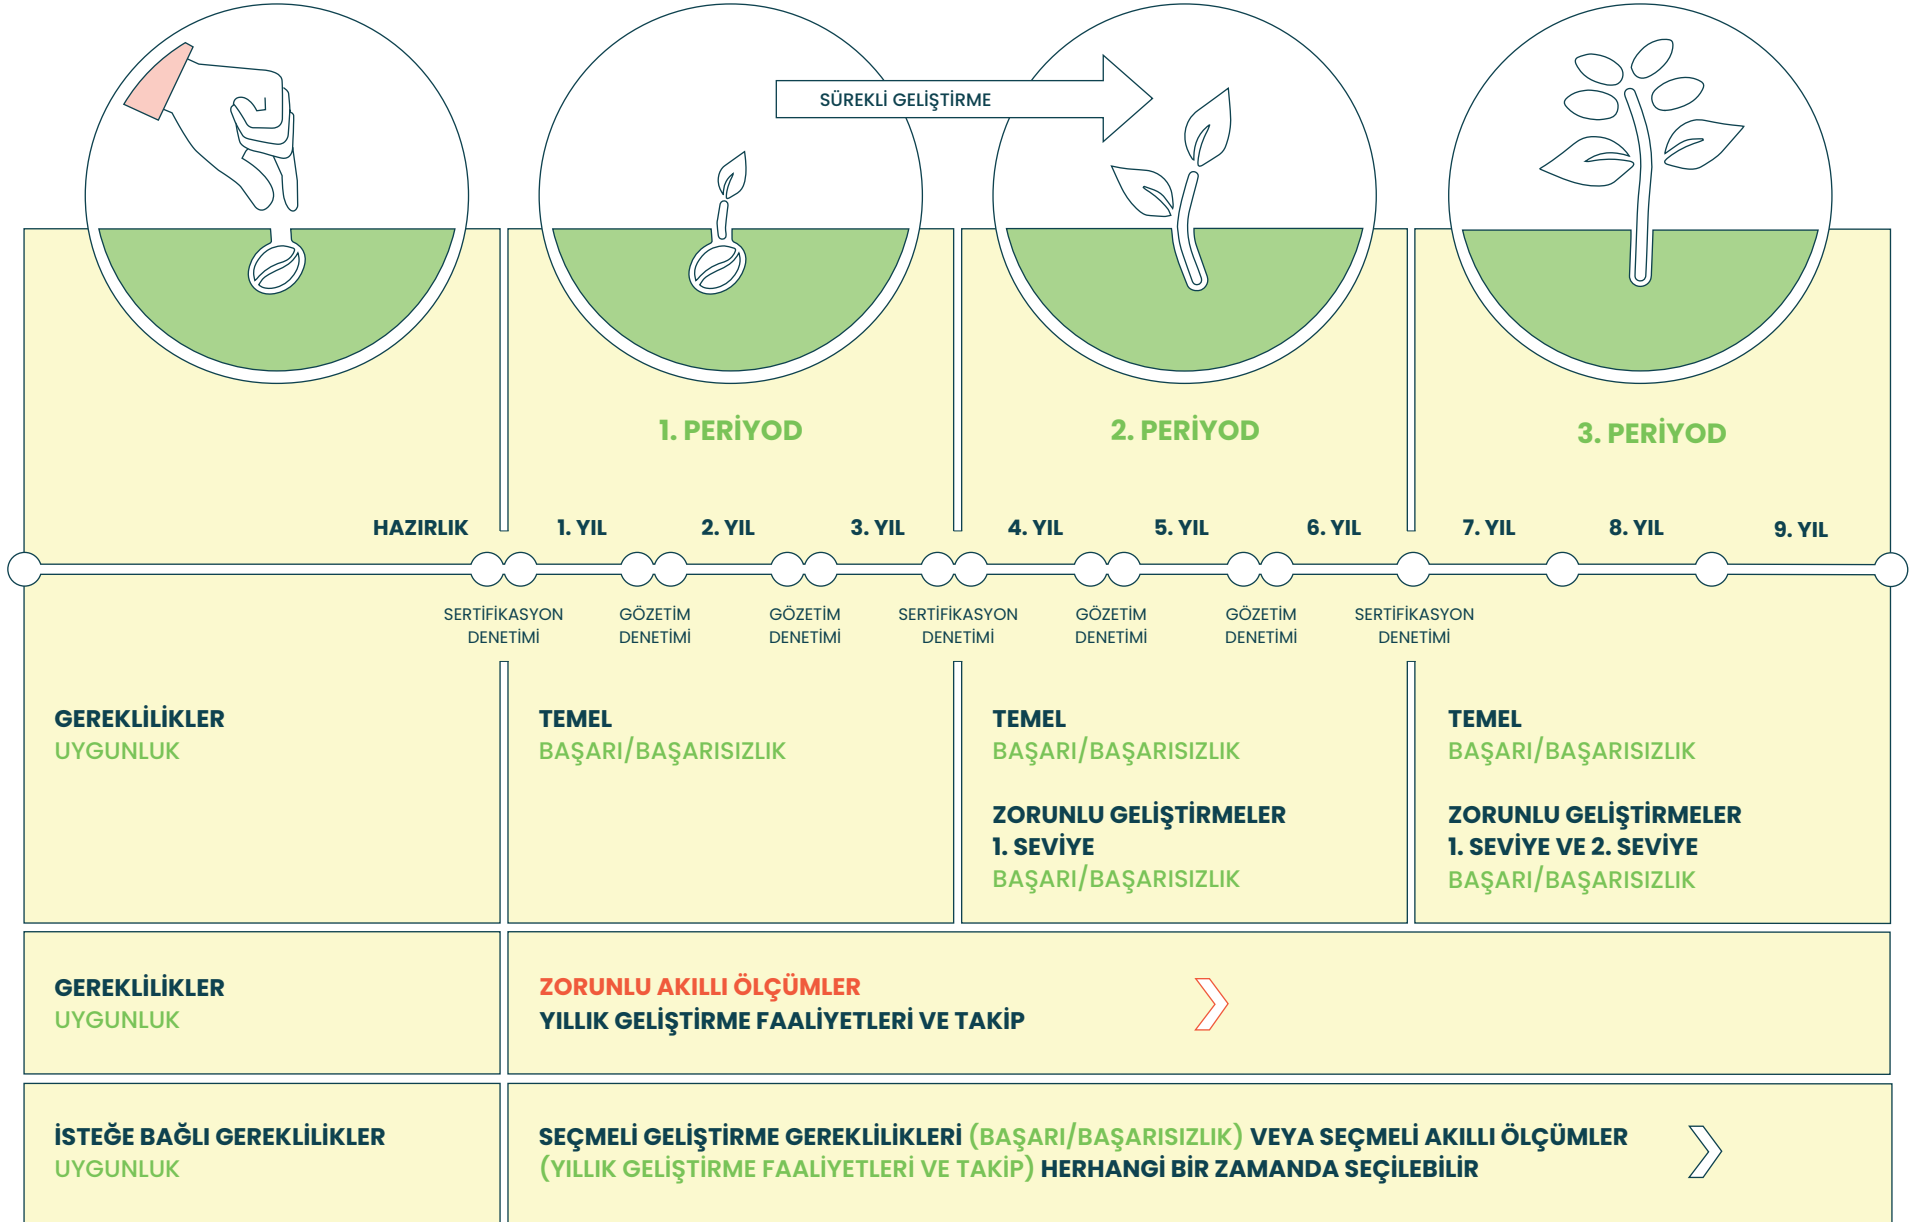 SÜREKLİ GELİŞTİRME
1. PERİYOD
2. PERİYOD
3. PERİYOD
HAZIRLIK
1. YIL
2. YIL
3. YIL
4. YIL
5. YIL
6. YIL
7. YIL
8. YIL
9. YIL
SERTİFİKASYON
DENETİMİ
GÖZETİM
DENETİMİ
GÖZETİM
DENETİMİ
SERTİFİKASYON
DENETİMİ
GÖZETİM
DENETİMİ
GÖZETİM
DENETİMİ
SERTİFİKASYON
DENETİMİ
GEREKLİLİKLER
UYGUNLUK
TEMEL
BAŞARI/BAŞARISIZLIK
TEMEL
BAŞARI/BAŞARISIZLIK
ZORUNLU GELİŞTİRMELER
1. SEVİYE
BAŞARI/BAŞARISIZLIK
TEMEL
BAŞARI/BAŞARISIZLIK
ZORUNLU GELİŞTİRMELER
1. SEVİYE VE 2. SEVİYE
BAŞARI/BAŞARISIZLIK
GEREKLİLİKLER
UYGUNLUK
ZORUNLU AKILLI ÖLÇÜMLER
YILLIK GELİŞTİRME FAALİYETLERİ VE TAKİP
İSTEĞE BAĞLI GEREKLİLİKLER
UYGUNLUK
SEÇMELİ GELİŞTİRME GEREKLİLİKLERİ (BAŞARI/BAŞARISIZLIK) VEYA SEÇMELİ AKILLI ÖLÇÜMLER
(YILLIK GELİŞTİRME FAALİYETLERİ VE TAKİP) HERHANGİ BİR ZAMANDA SEÇİLEBİLİR